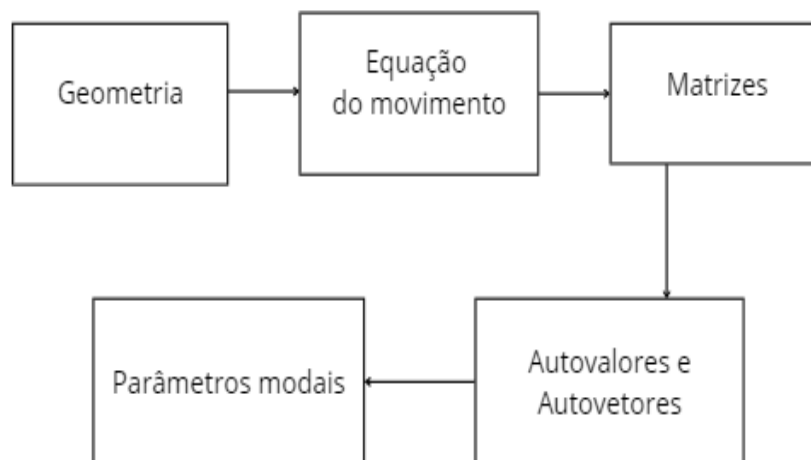 Geometria
Equação
do movimento
Matrizes
Autovalores e
Autovetores
Parâmetros modais